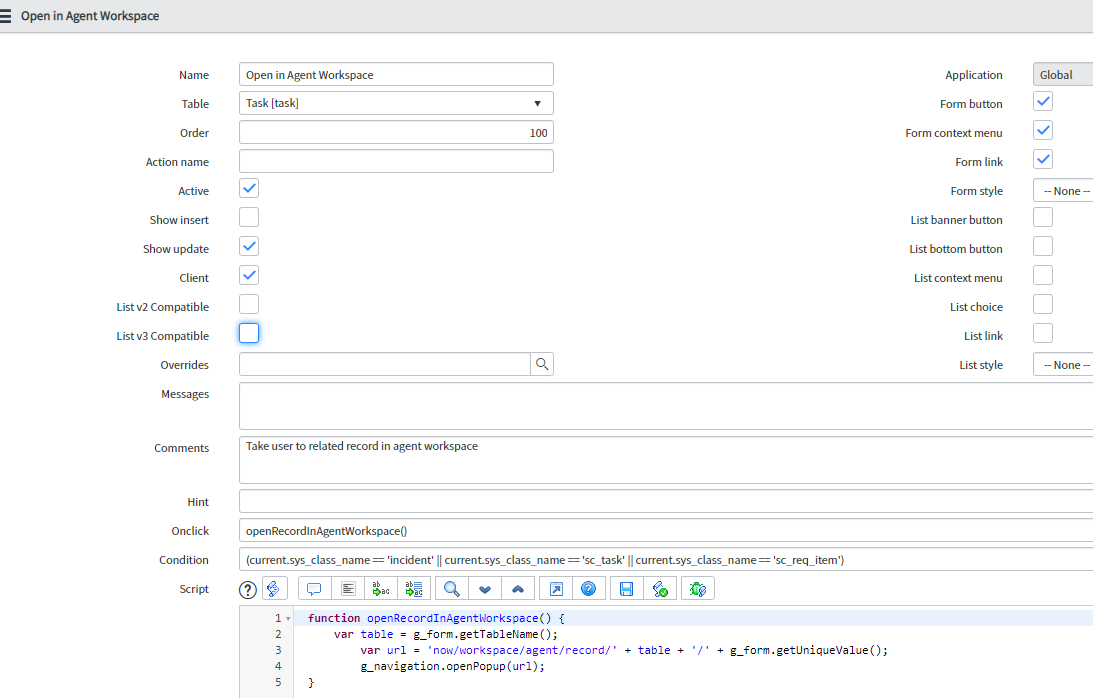 Open in Agent Workspace
Name Open in Agent Workspace
Application Global
Table Task [task]
Form button
Order 100
Form context menu
Action name
Form link
Active
Form style -- None --
Show insert
List banner button
Show update
List bottom button
Client
List context menu
List v2 Compatible
List choice
List v3 Compatible
List link
Overrides
List style -- None --
Messages
Comments Take user to related record in agent workspace
Hint
Onclick openRecordInAgentWorkspace()
Condition (current.sys_class_name == 'incident' || current.sys_class_name == 'sc_task' || current.sys_class_name == 'sc_req_item')
Script
1 function openRecordInAgentWorkspace() {
2 var table = g_form.getTableName();
3 var url = 'now/workspace/agent/record/' + table + '/' + g_form.getUniqueValue();
4 g_navigation.openPopup(url);
5 }